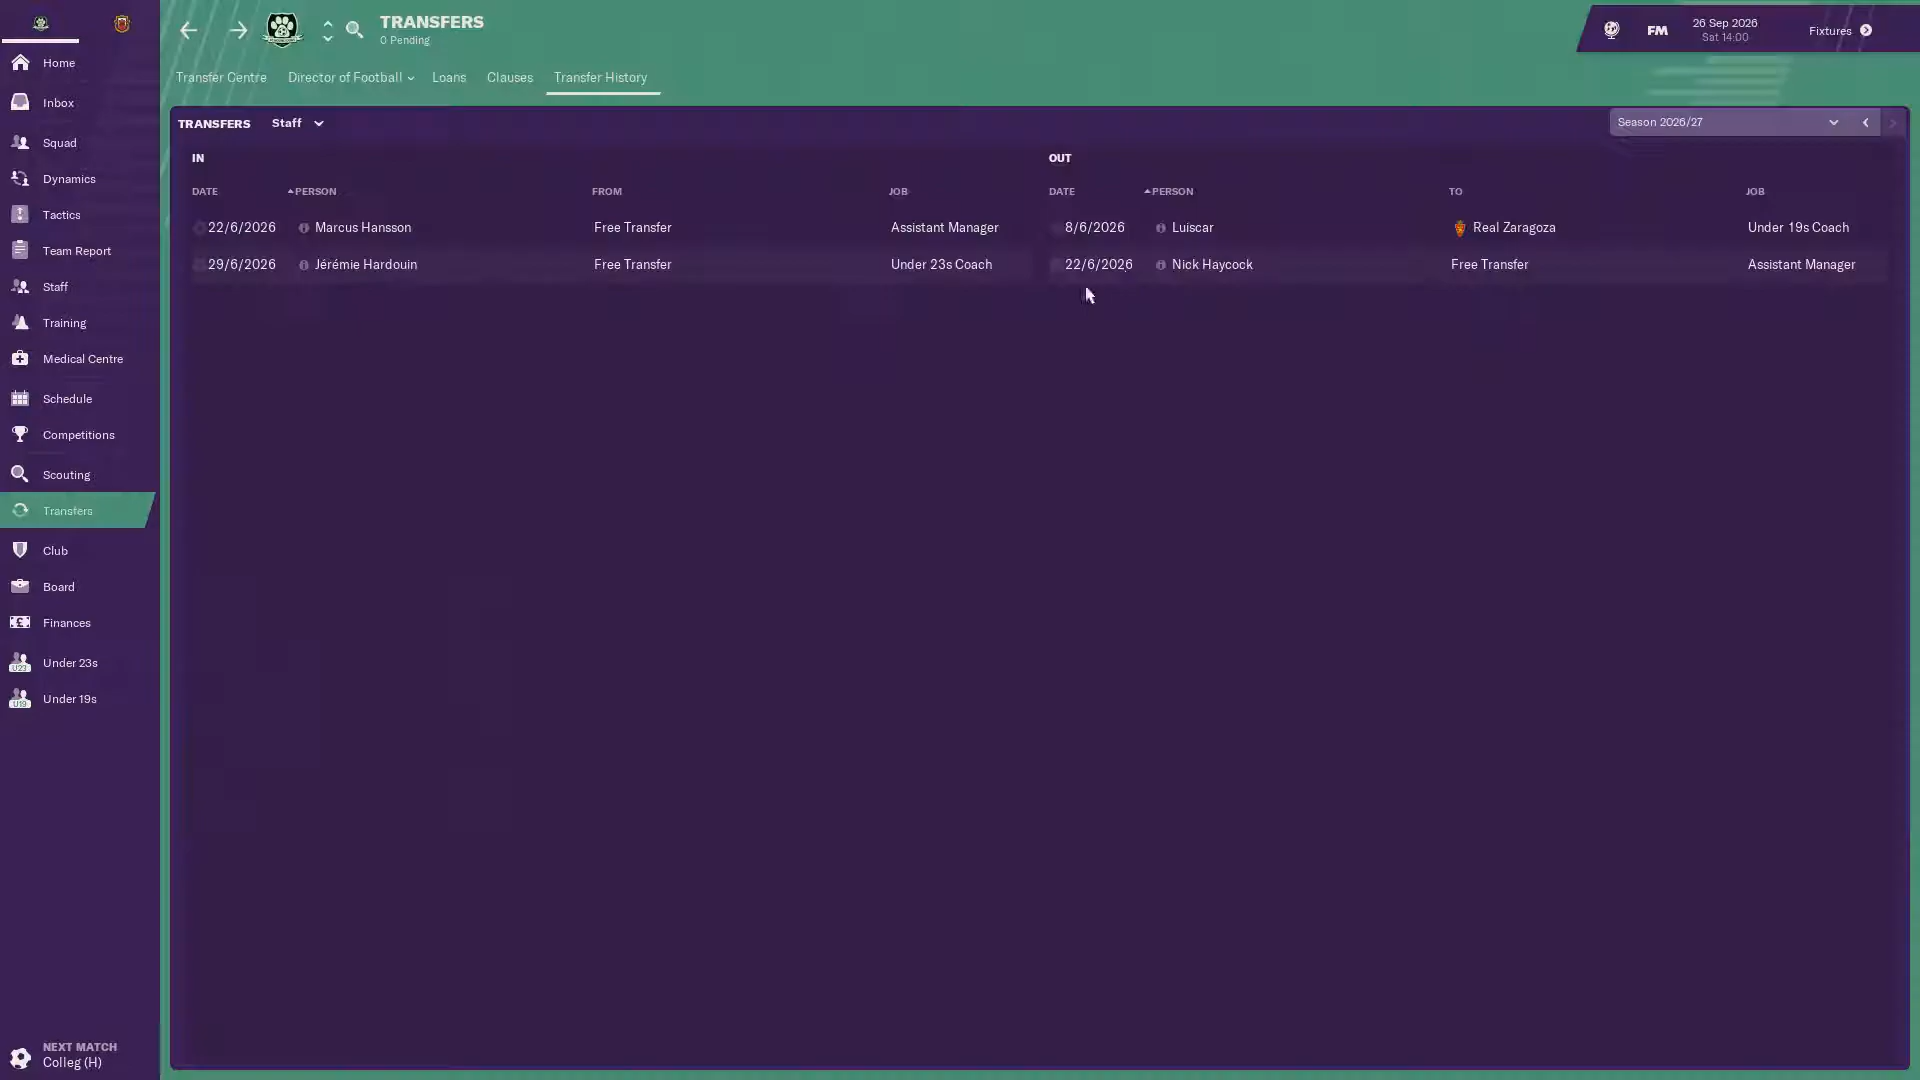 TRANSFERS
0 Pending
FM
26 Sep 2026
Sat 14:00
Fixtures
Transfer Centre
Director of Football
Loans
Clauses
Transfer History
Home
Inbox
Squad
Dynamics
Tactics
Team Report
Staff
Training
Medical Centre
Schedule
Competitions
Scouting
Transfers
Club
Board
Finances
U23
Under 23s
U19
Under 19s
NEXT MATCH
Colleg (H)
TRANSFERS Staff
Season 2026/27
IN
DATE PERSON FROM JOB
22/6/2026 Marcus Hansson Free Transfer Assistant Manager
29/6/2026 Jérémie Hardouin Free Transfer Under 23s Coach
OUT
DATE PERSON TO JOB
8/6/2026 Luiscar Real Zaragoza Under 19s Coach
22/6/2026 Nick Haycock Free Transfer Assistant Manager